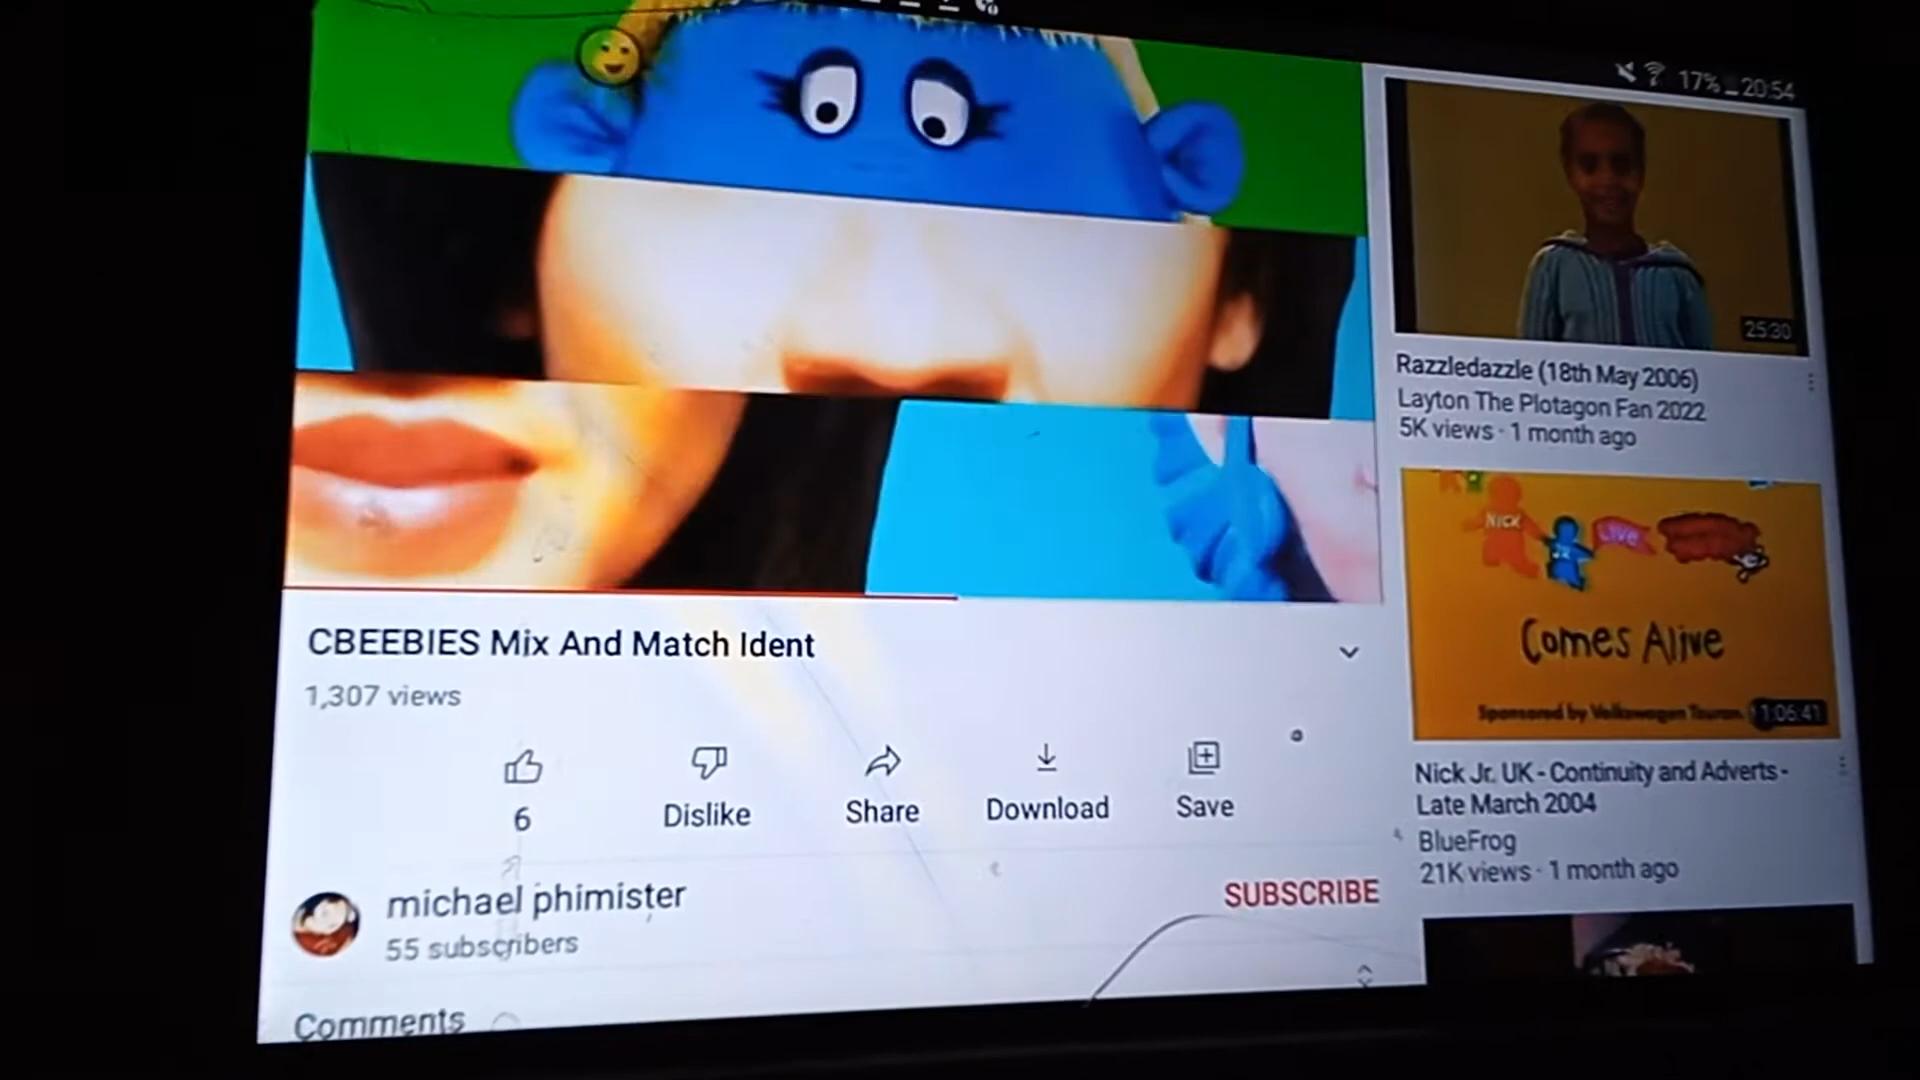 17% 20:54
CBEEBIES Mix And Match Ident
1,307 views
6
Dislike
Share
Download
Save
michael phimister
55 subscribers
SUBSCRIBE
Comments
25:30
Razzledazzle (18th May 2006)
Layton The Plotagon Fan 2022
5K views · 1 month ago
NICK
JR
Live
Comes Alive
Sponsored by Volkswagen Touran
1:06:41
Nick Jr. UK - Continuity and Adverts -
Late March 2004
BlueFrog
21K views · 1 month ago